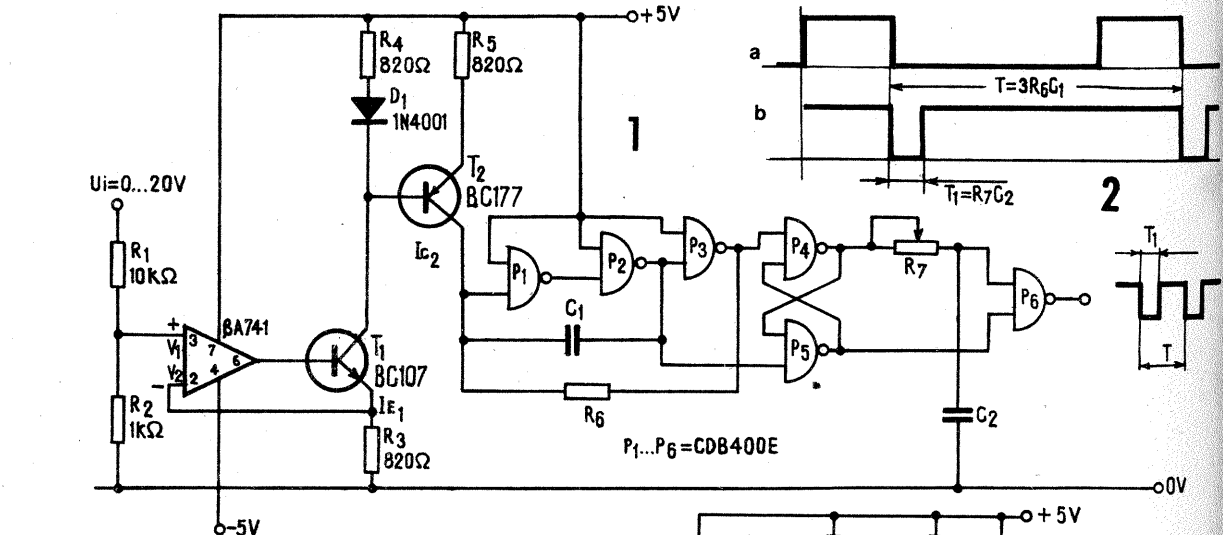 +5V
R4
820Ω
R5
820Ω
D1
1N4001
1
a
T=3R6C1
b
T1=R7C2
2
Ui=0...20V
T2
BC177
R1
10kΩ
IC2
P1
P2
P3
P4
R7
P6
T1
C1
+
3
V1
7
βA741
6
V2
2
4
-
T1
BC107
P5
T
R2
1kΩ
IE1
R3
820Ω
R6
C2
P1...P6=CDB400E
0V
-5V
+5V